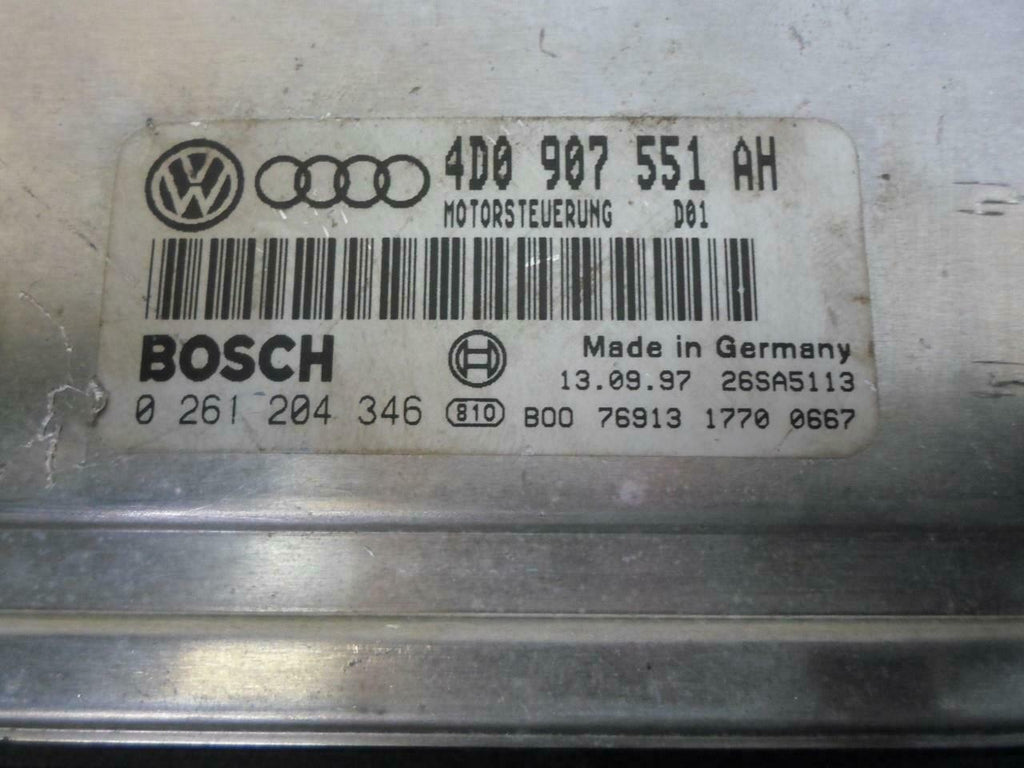 4D0 907 551 AH
MOTORSTEUERUNG D01
BOSCH
Made in Germany
13.09.97 26SA5113
0 261 204 346 810 B00 76913 1770 0667